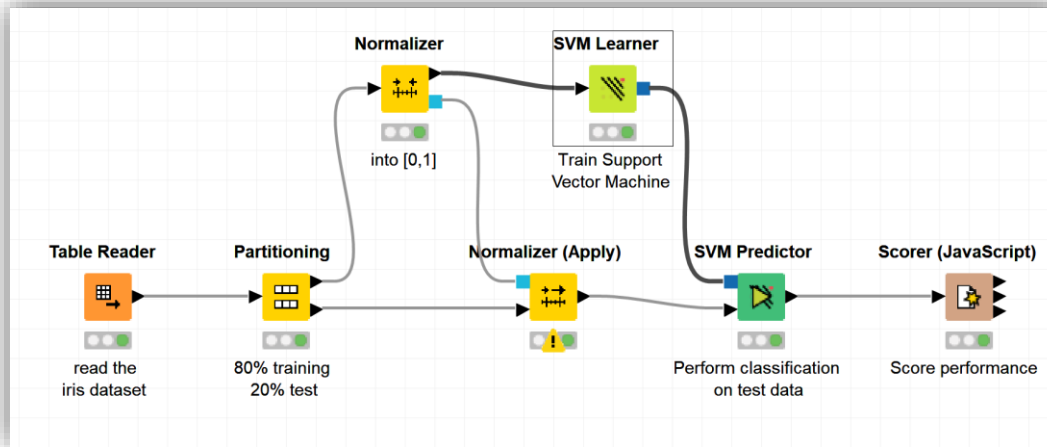 Normalizer
into [0,1]
SVM Learner
Train Support
Vector Machine
Table Reader
read the
iris dataset
Partitioning
80% training
20% test
Normalizer (Apply)
SVM Predictor
Perform classification
on test data
Scorer (JavaScript)
Score performance